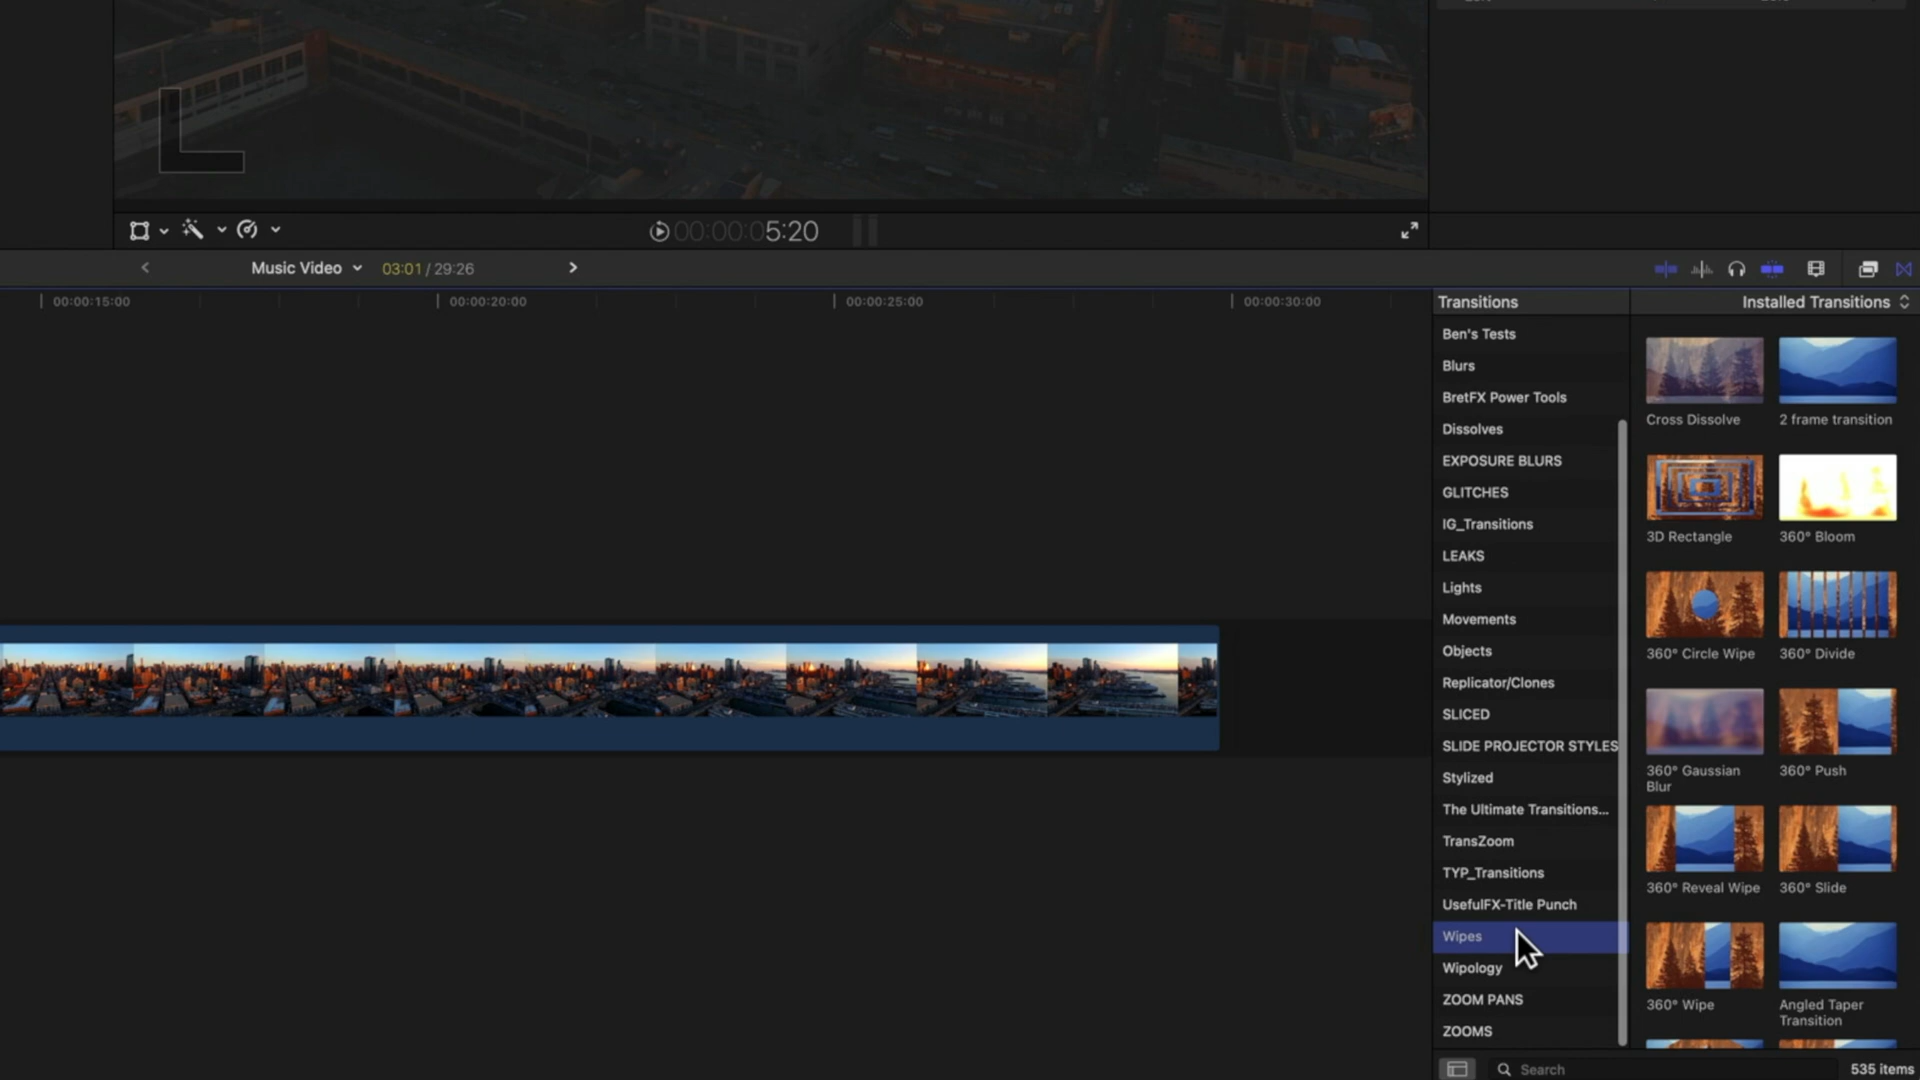 00:00:05:20
Music Video
03:01 / 29:26
00:00:15:00
00:00:20:00
00:00:25:00
00:00:30:00
Transitions
Installed Transitions
Ben's Tests
Blurs
BretFX Power Tools
Dissolves
EXPOSURE BLURS
GLITCHES
IG_Transitions
LEAKS
Lights
Movements
Objects
Replicator/Clones
SLICED
SLIDE PROJECTOR STYLES
Stylized
The Ultimate Transitions...
TransZoom
TYP_Transitions
UsefulFX-Title Punch
Wipes
Wipology
ZOOM PANS
ZOOMS
Cross Dissolve
2 frame transition
3D Rectangle
360° Bloom
360° Circle Wipe
360° Divide
360° Gaussian
Blur
360° Push
360° Reveal Wipe
360° Slide
360° Wipe
Angled Taper
Transition
Search
535 items